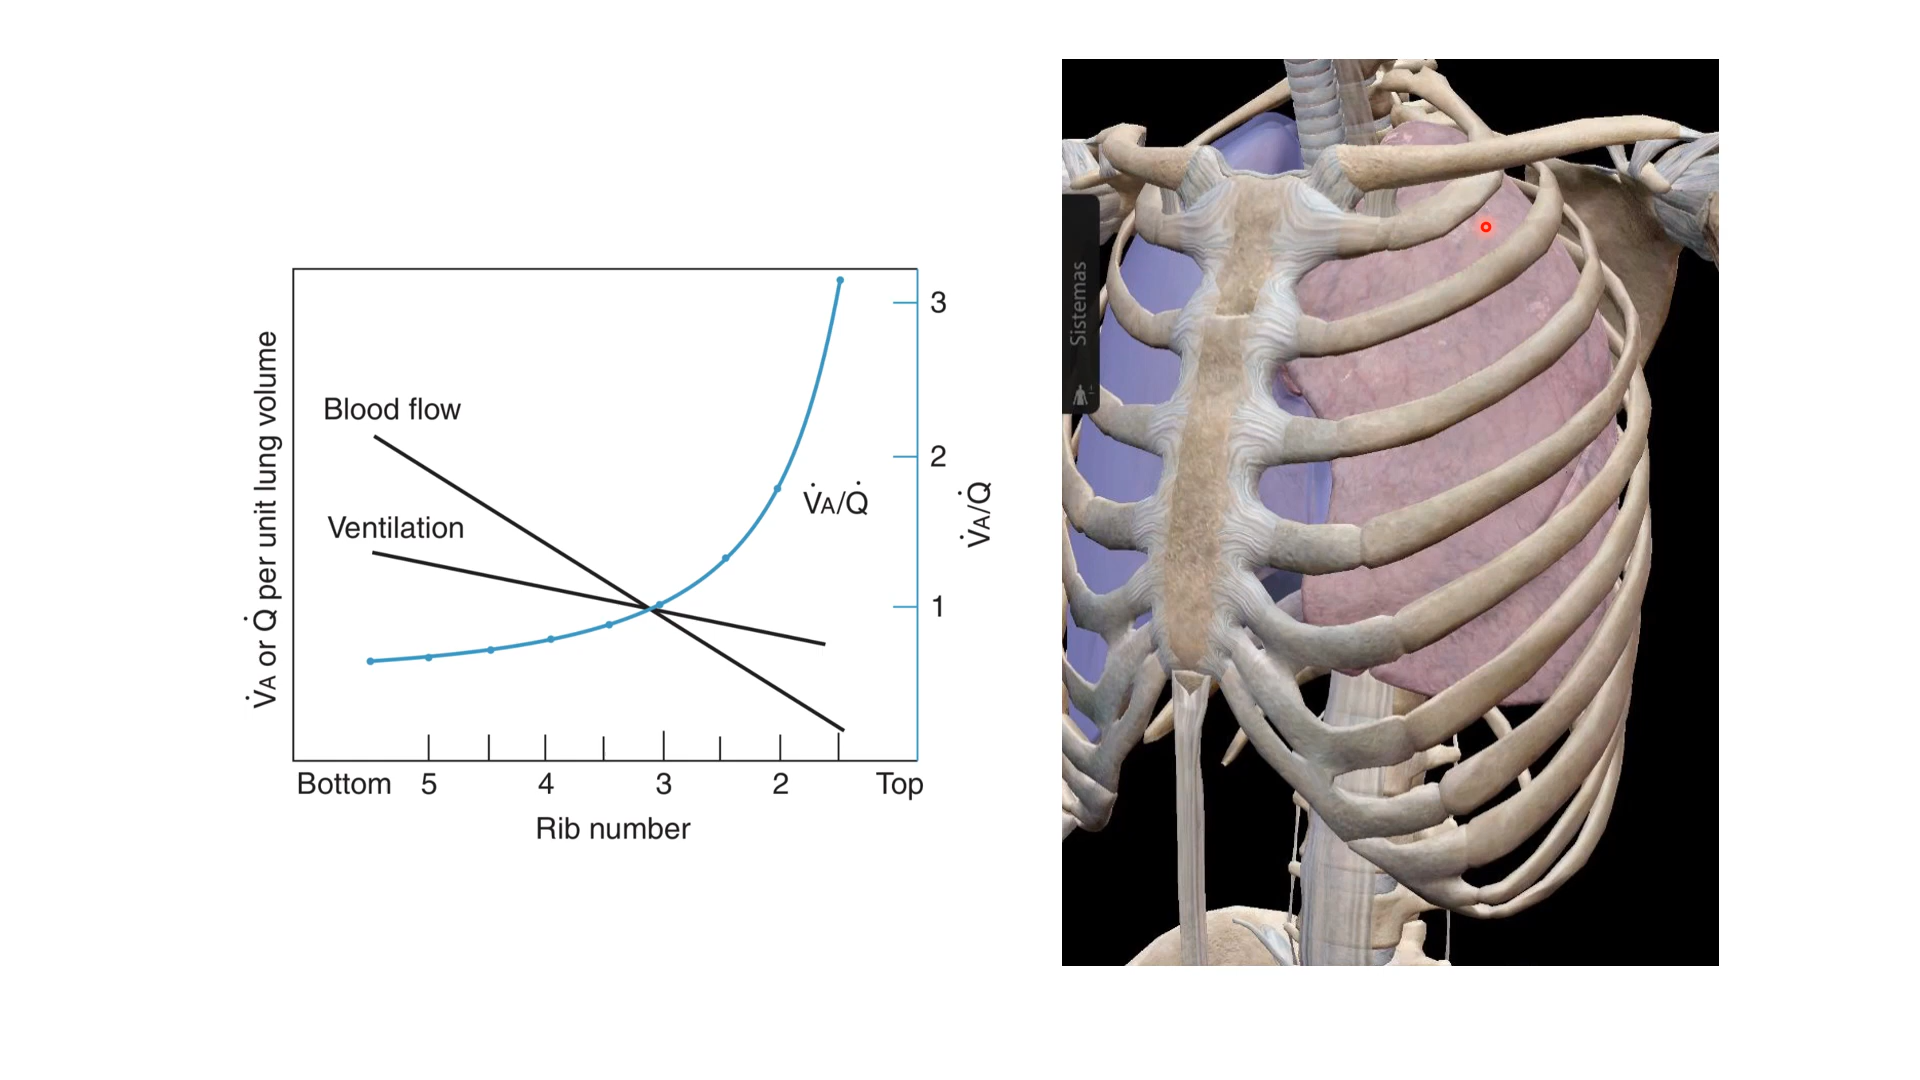 V̇A or Q̇ per unit lung volume
Blood flow
Ventilation
V̇A/Q̇
3
2
1
V̇A/Q̇
Bottom 5 4 3 2 Top
Rib number
Sistemas